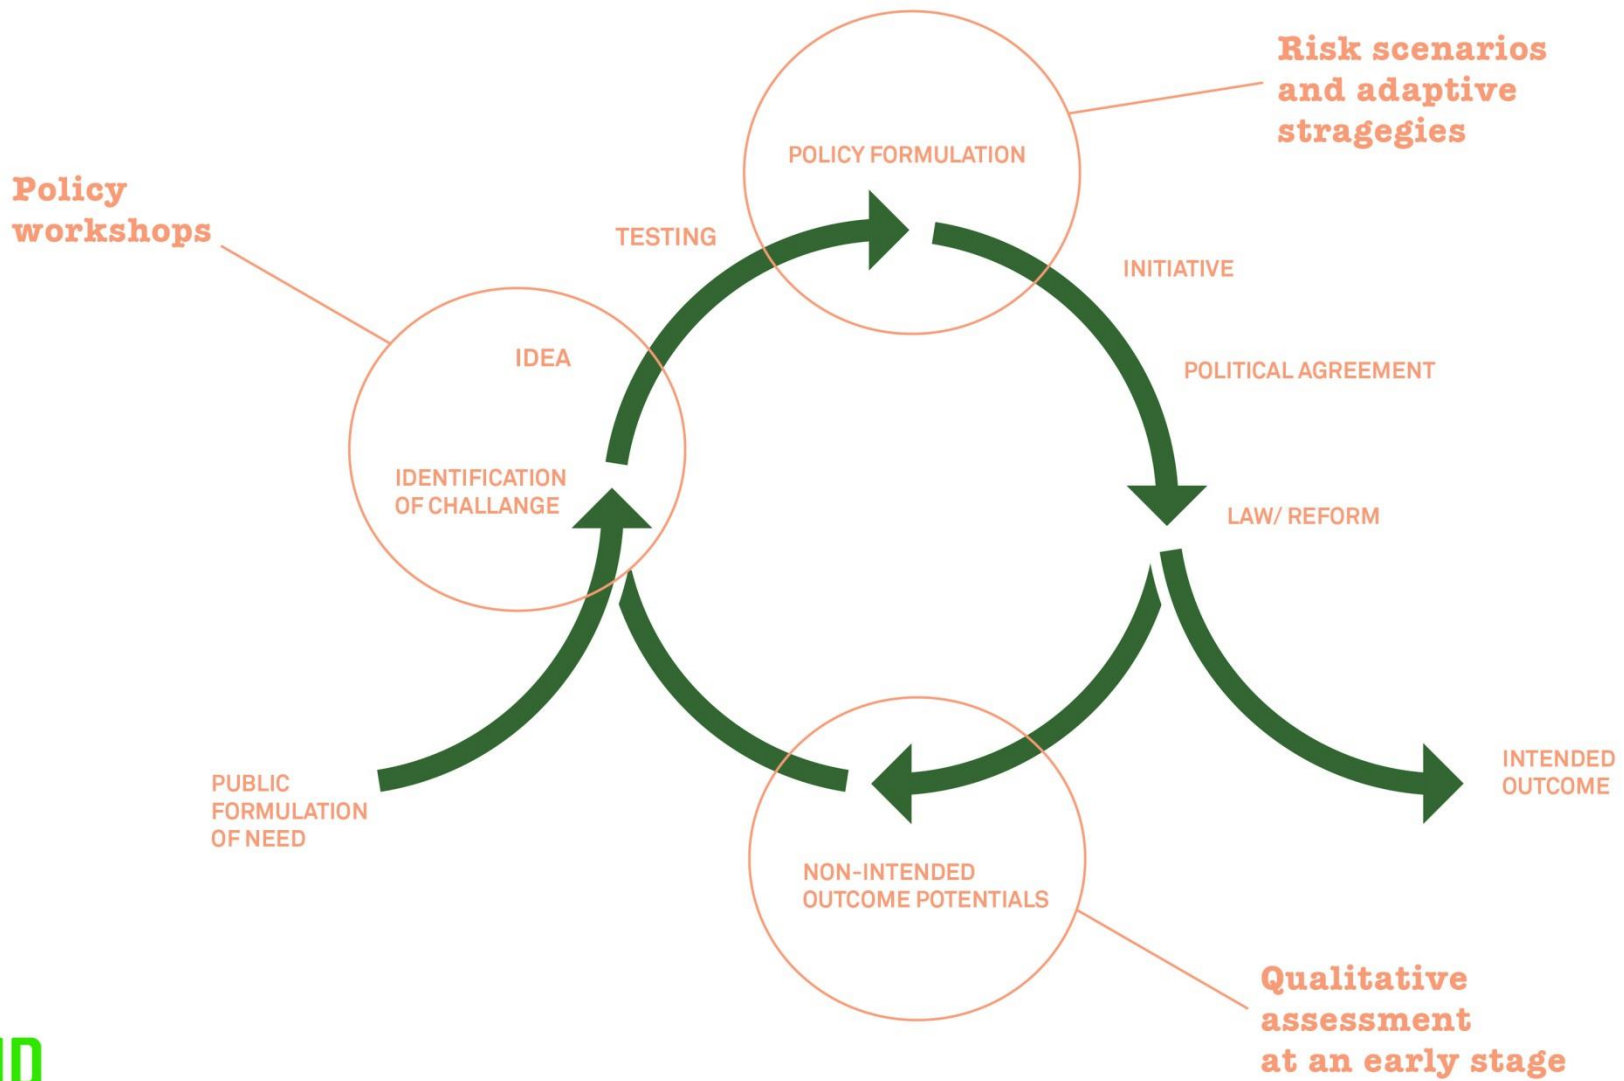 Risk scenarios
and adaptive
stragegies
POLICY FORMULATION
Policy
workshops
TESTING
INITIATIVE
IDEA
POLITICAL AGREEMENT
IDENTIFICATION
OF CHALLANGE
LAW/ REFORM
PUBLIC
FORMULATION
OF NEED
INTENDED
OUTCOME
NON-INTENDED
OUTCOME POTENTIALS
Qualitative
assessment
at an early stage